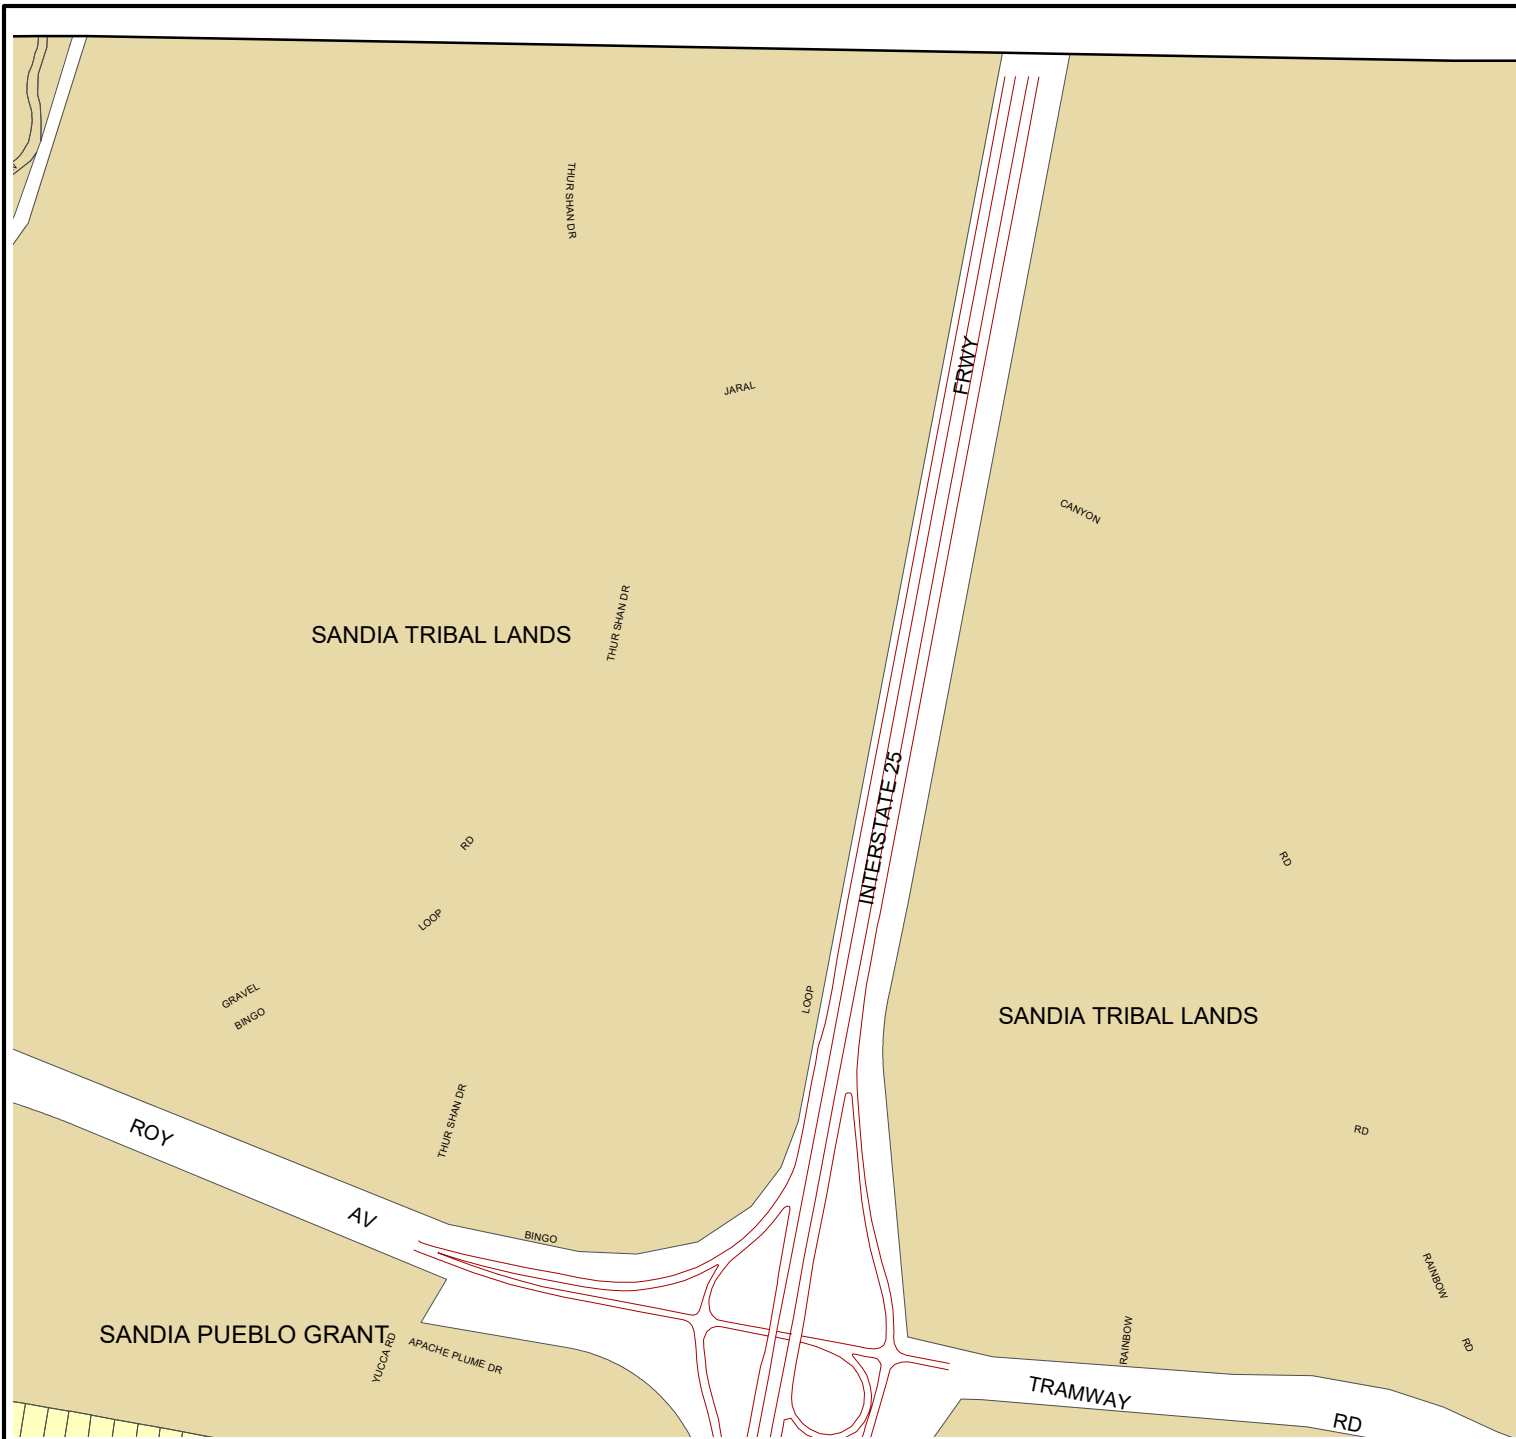 THUR SHAN DR
FRWY
JARAL
CANYON
THUR SHAN DR
SANDIA TRIBAL LANDS
INTERSTATE 25
RD
RD
LOOP
GRAVEL
BINGO
LOOP
SANDIA TRIBAL LANDS
THUR SHAN DR
ROY
RD
AV
BINGO
RAINBOW
SANDIA PUEBLO GRANT
YUCCA RD
APACHE PLUME DR
RAINBOW
RD
TRAMWAY
RD